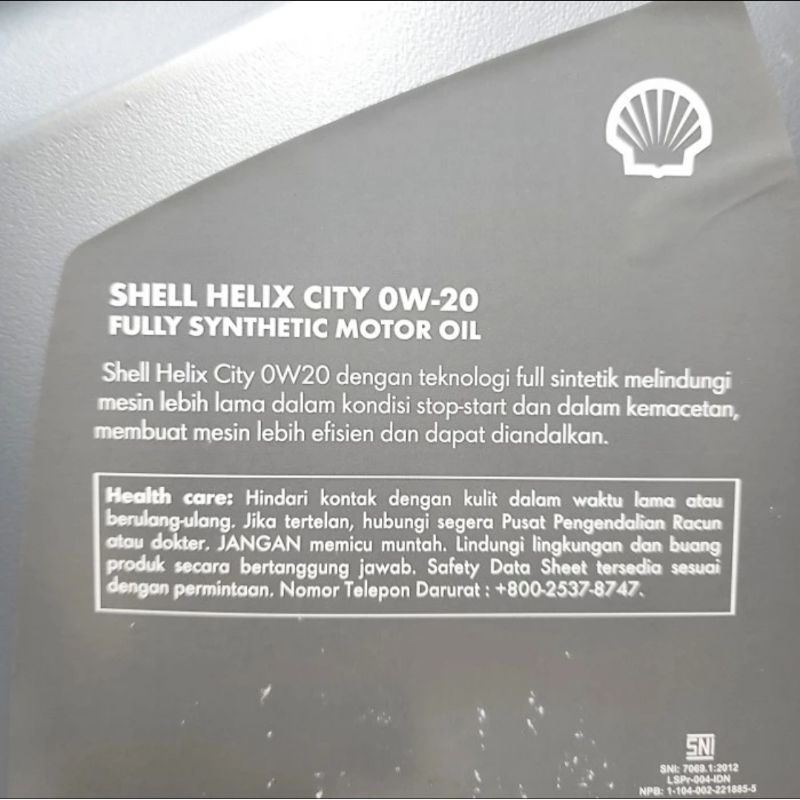 SHELL HELIX CITY 0W-20
FULLY SYNTHETIC MOTOR OIL
Shell Helix City 0W20 dengan teknologi full sintetik melindungi
mesin lebih lama dalam kondisi stop-start dan dalam kemacetan,
membuat mesin lebih efisien dan dapat diandalkan.
Health care: Hindari kontak dengan kulit dalam waktu lama atau
berulang-ulang. Jika tertelan, hubungi segera Pusat Pengendalian Racun
atau dokter. JANGAN memicu muntah. Lindungi lingkungan dan buang
produk secara bertanggung jawab. Safety Data Sheet tersedia sesuai
dengan permintaan. Nomor Telepon Darurat : +800-2537-8747.
SNI
SNI: 7069.1:2012
LSPr-004-IDN
NPB: 1-104-002-221885-5